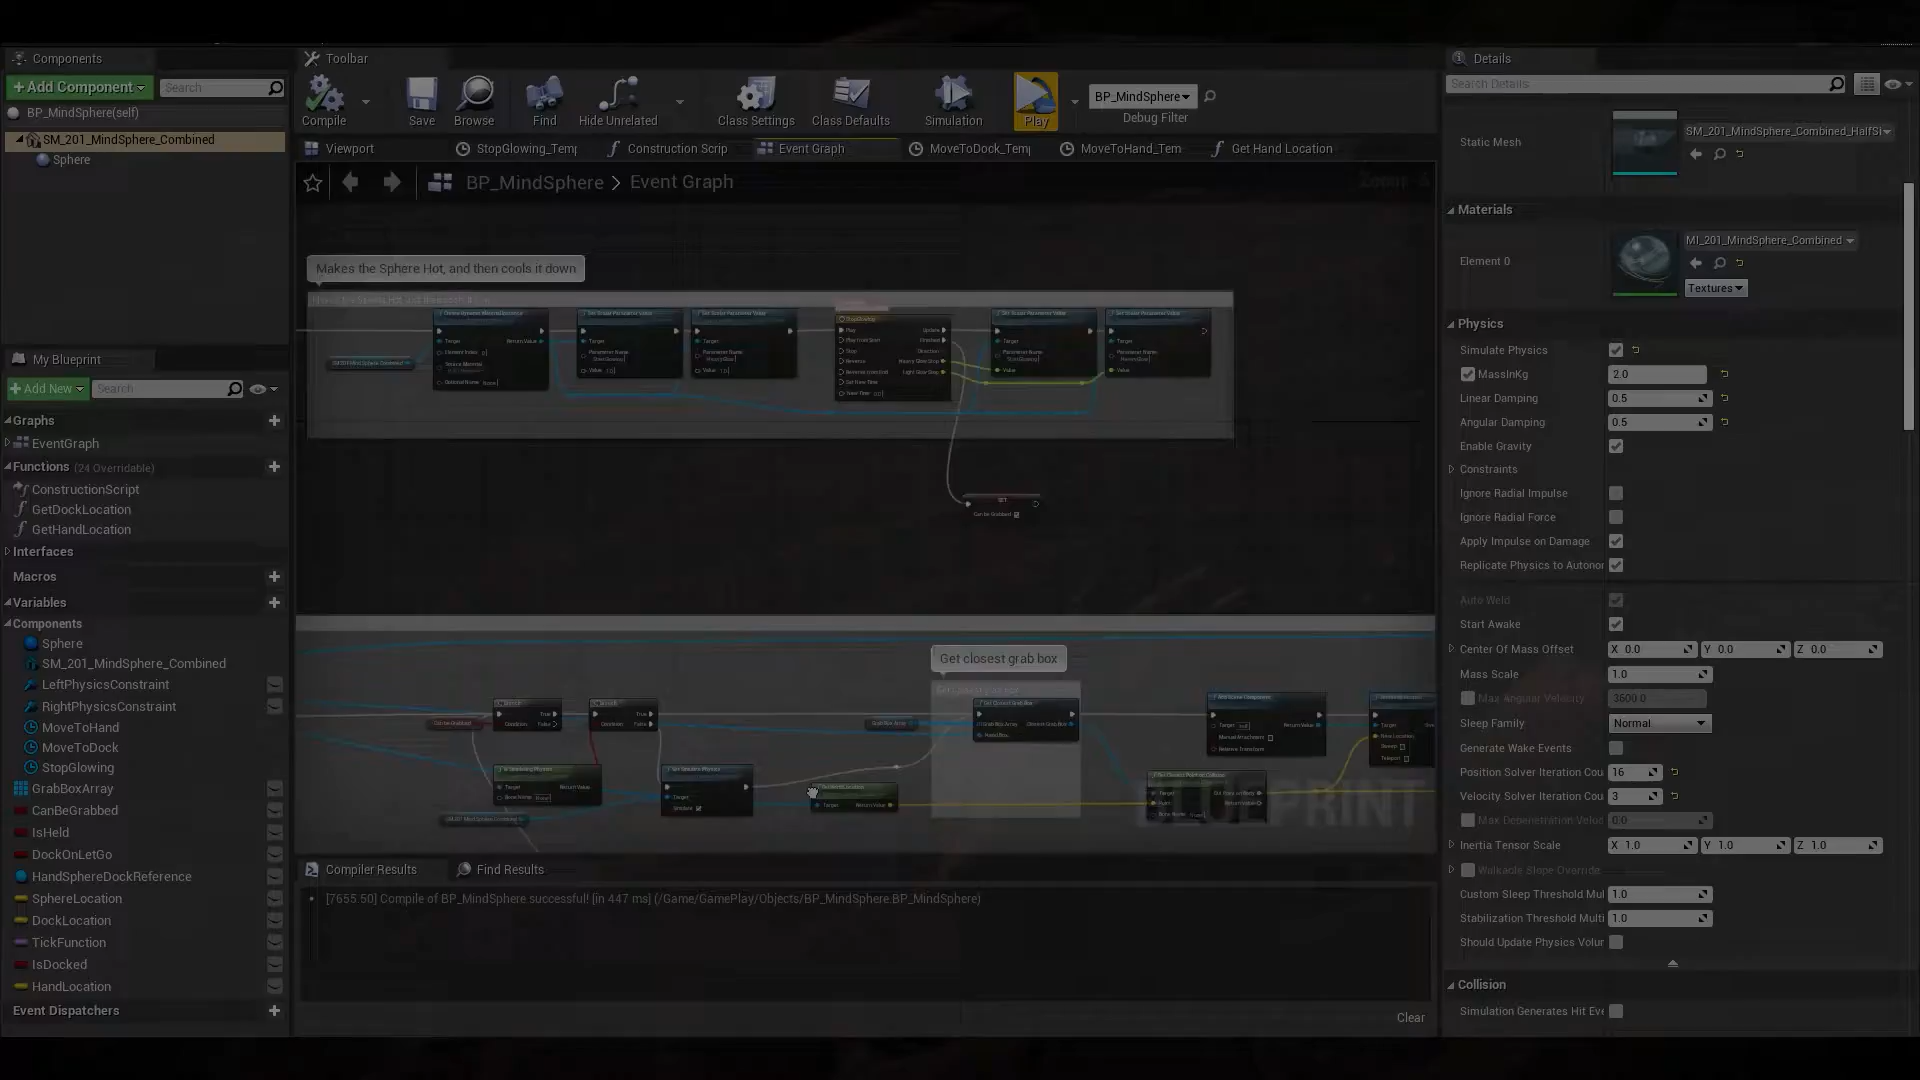 Components
Toolbar
Details
+ Add Component
Search
Search Details
BP_MindSphere(self)
SM_201_MindSphere_Combined
Sphere
Compile
Save
Browse
Find
Hide Unrelated
Class Settings
Class Defaults
Simulation
Play
BP_MindSphere
Debug Filter
Viewport
StopGlowing_Temp
Construction Scrip
Event Graph
MoveToDock_Temp
MoveToHand_Tem
Get Hand Location
BP_MindSphere > Event Graph
Makes the Sphere Hot, and then cools it down
Get closest grab box
BLUEPRINT
My Blueprint
+ Add New
Search
Graphs
EventGraph
Functions (24 Overridable)
ConstructionScript
GetDockLocation
GetHandLocation
Interfaces
Macros
Variables
Components
Sphere
SM_201_MindSphere_Combined
LeftPhysicsConstraint
RightPhysicsConstraint
MoveToHand
MoveToDock
StopGlowing
GrabBoxArray
CanBeGrabbed
IsHeld
DockOnLetGo
HandSphereDockReference
SphereLocation
DockLocation
TickFunction
IsDocked
HandLocation
Event Dispatchers
Compiler Results
Find Results
[7655.50] Compile of BP_MindSphere successful! [in 447 ms] (/Game/GamePlay/Objects/BP_MindSphere.BP_MindSphere)
Clear
Static Mesh
SM_201_MindSphere_Combined_HalfSi
Materials
Element 0
MI_201_MindSphere_Combined
Textures
Physics
Simulate Physics
MassInKg 2.0
Linear Damping 0.5
Angular Damping 0.5
Enable Gravity
Constraints
Ignore Radial Impulse
Ignore Radial Force
Apply Impulse on Damage
Replicate Physics to Autonor
Auto Weld
Start Awake
Center Of Mass Offset X 0.0 Y 0.0 Z 0.0
Mass Scale 1.0
Max Angular Velocity 3600.0
Sleep Family Normal
Generate Wake Events
Position Solver Iteration Cou 16
Velocity Solver Iteration Cou 3
Max Depenetration Veloc 0.0
Inertia Tensor Scale X 1.0 Y 1.0 Z 1.0
Walkable Slope Override
Custom Sleep Threshold Mul 1.0
Stabilization Threshold Multi 1.0
Should Update Physics Volur
Collision
Simulation Generates Hit Eve